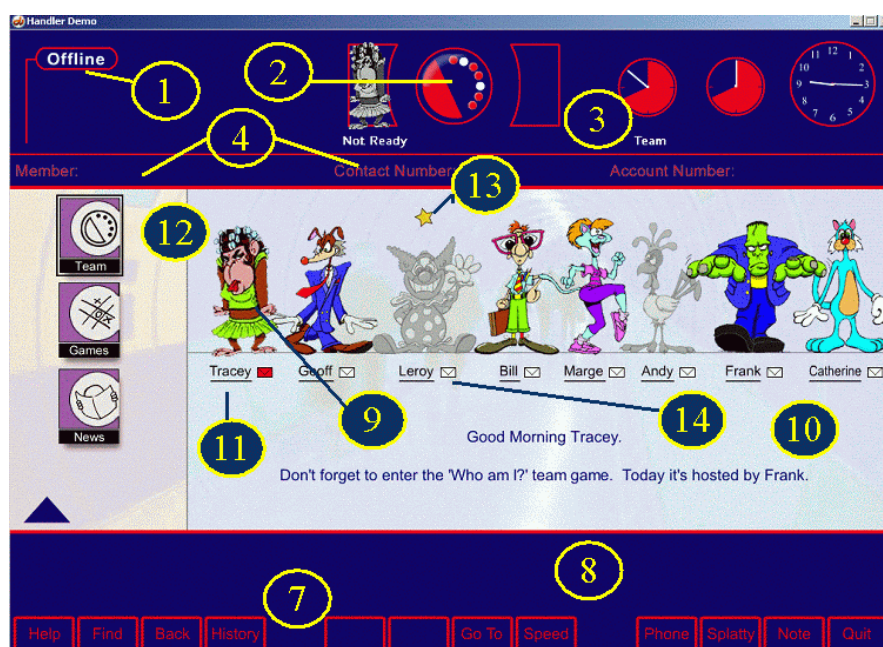 Handler Demo
Offline
1
2
12
11
1
10
2
9
3
8
4
7
6
5
3
Not Ready
Team
4
Member:
Contact Number
Account Number:
13
12
Team
Games
News
Tracey
Geoff
Leroy
Bill
Marge
Andy
Frank
Catherine
11
9
14
10
Good Morning Tracey.
Don't forget to enter the 'Who am I?' team game. Today it's hosted by Frank.
8
7
Help
Find
Back
History
Go To
Speed
Phone
Splatty
Note
Quit